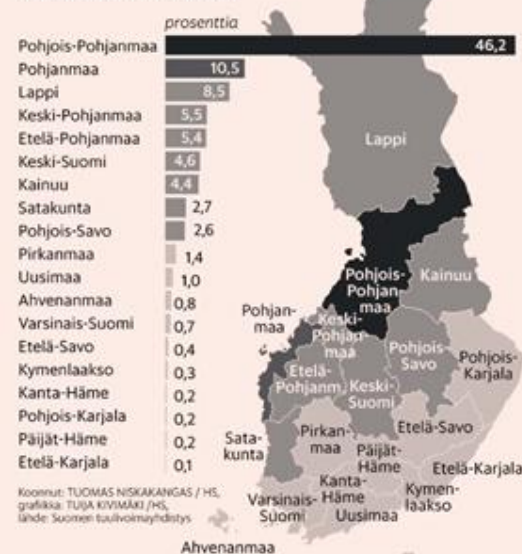 prosenttia
Pohjois-Pohjanmaa 46,2
Pohjanmaa 10,5
Lappi 8,5
Keski-Pohjanmaa 5,5
Etelä-Pohjanmaa 5,4
Keski-Suomi 4,6
Kainuu 4,4
Satakunta 2,7
Pohjois-Savo 2,6
Pirkanmaa 1,4
Uusimaa 1,0
Ahvenanmaa 0,8
Varsinais-Suomi 0,7
Etelä-Savo 0,4
Kymenlaakso 0,3
Kanta-Häme 0,2
Pohjois-Karjala 0,2
Päijät-Häme 0,2
Etelä-Karjala 0,1
Koonnut: TUOMAS NISKAKANGAS / HS,
grafiikka: TUIJA KIVIMÄKI /HS,
lähde: Suomen tuulivoimayhdistys
Lappi
Pohjois-
Pohjan-
maa
Kainuu
Pohjan-
maa
Keski-
Pohjan-
maa
Pohjois-
Savo
Pohjois-
Karjala
Etelä-
Pohjanm.
Keski-
Suomi
Etelä-Savo
Sata-
kunta
Pirkan-
maa
Päijät-
Häme
Etelä-Karjala
Kanta-
Häme
Kymen-
laakso
Varsinais-
Suomi
Uusimaa
Ahvenanmaa